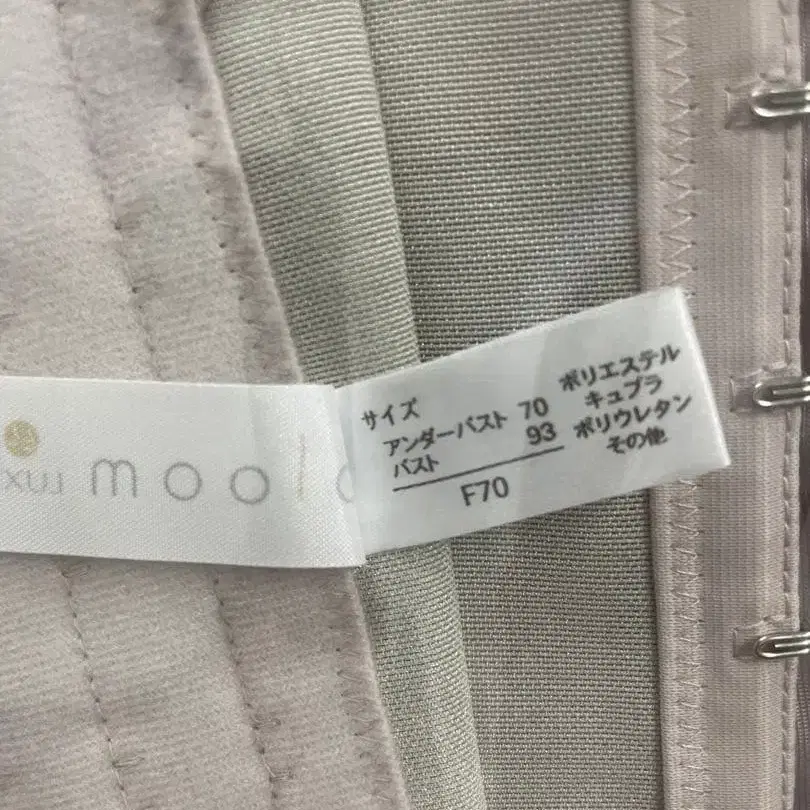 サイズ
アンダーバスト 70
バスト 93
F70
ポリエステル
キュプラ
ポリウレタン
その他